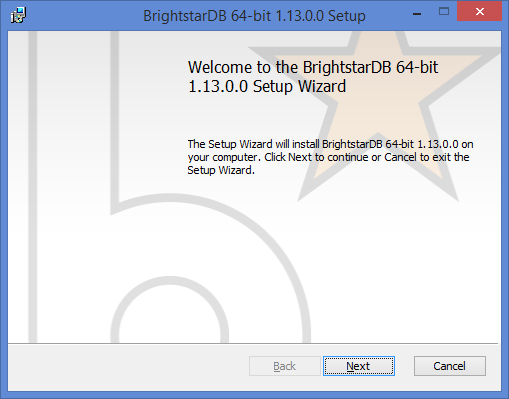 BrightstarDB 64-bit 1.13.0.0 Setup
Welcome to the BrightstarDB 64-bit
1.13.0.0 Setup Wizard
The Setup Wizard will install BrightstarDB 64-bit 1.13.0.0 on
your computer. Click Next to continue or Cancel to exit the
Setup Wizard.
Back Next Cancel